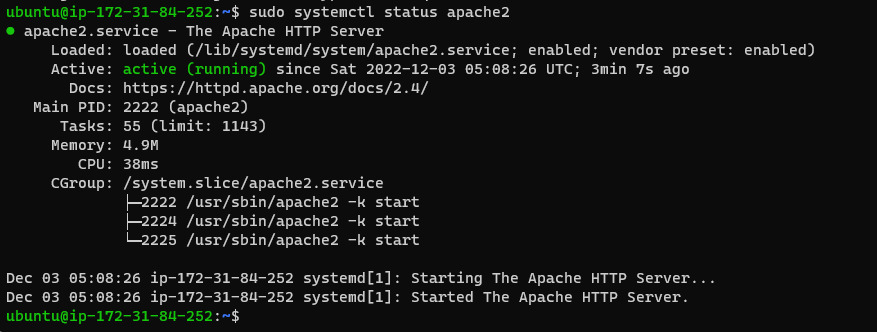 ubuntu@ip-172-31-84-252:~$ sudo systemctl status apache2
● apache2.service - The Apache HTTP Server
     Loaded: loaded (/lib/systemd/system/apache2.service; enabled; vendor preset: enabled)
     Active: active (running) since Sat 2022-12-03 05:08:26 UTC; 3min 7s ago
       Docs: https://httpd.apache.org/docs/2.4/
   Main PID: 2222 (apache2)
      Tasks: 55 (limit: 1143)
     Memory: 4.9M
        CPU: 38ms
     CGroup: /system.slice/apache2.service
             ├─2222 /usr/sbin/apache2 -k start
             ├─2224 /usr/sbin/apache2 -k start
             └─2225 /usr/sbin/apache2 -k start

Dec 03 05:08:26 ip-172-31-84-252 systemd[1]: Starting The Apache HTTP Server...
Dec 03 05:08:26 ip-172-31-84-252 systemd[1]: Started The Apache HTTP Server.
ubuntu@ip-172-31-84-252:~$